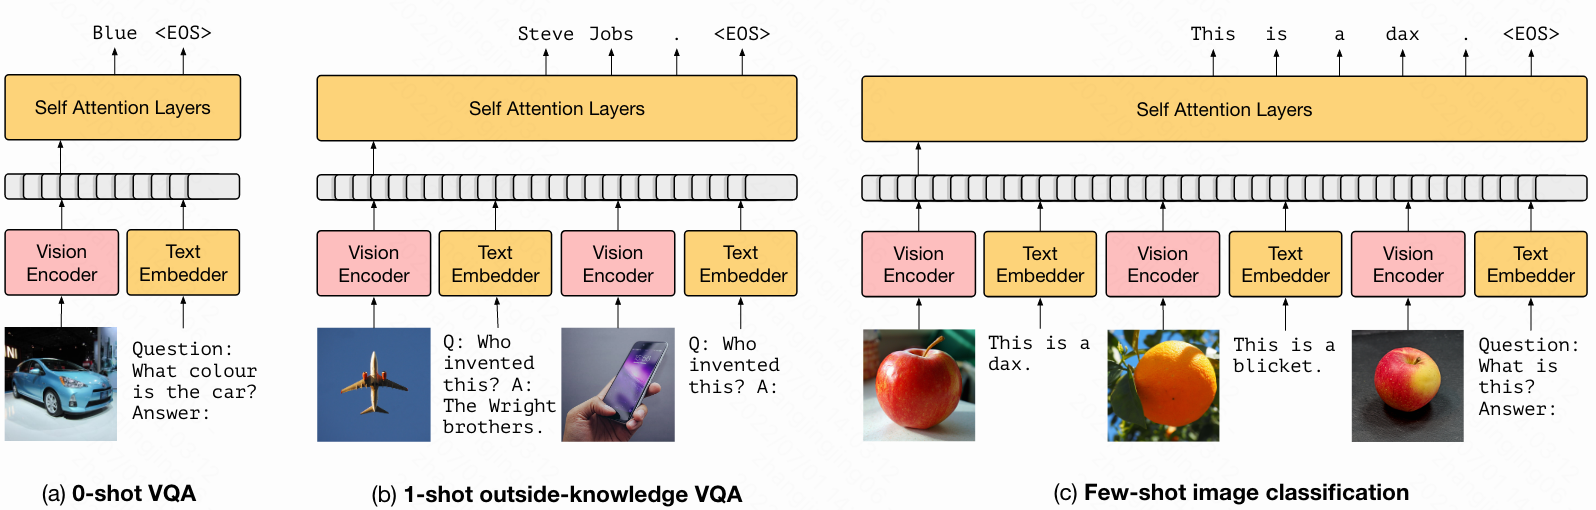 Blue <EOS>
Self Attention Layers
Vision
Encoder
Text
Embedder
Question:
What colour
is the car?
Answer:
(a) 0-shot VQA
Steve Jobs . <EOS>
Self Attention Layers
Vision
Encoder
Text
Embedder
Vision
Encoder
Text
Embedder
Q: Who
invented
this? A:
The Wright
brothers.
Q: Who
invented
this? A:
(b) 1-shot outside-knowledge VQA
This is a dax . <EOS>
Self Attention Layers
Vision
Encoder
Text
Embedder
Vision
Encoder
Text
Embedder
Vision
Encoder
Text
Embedder
This is a
dax.
This is a
blicket.
Question:
What is
this?
Answer:
(c) Few-shot image classification